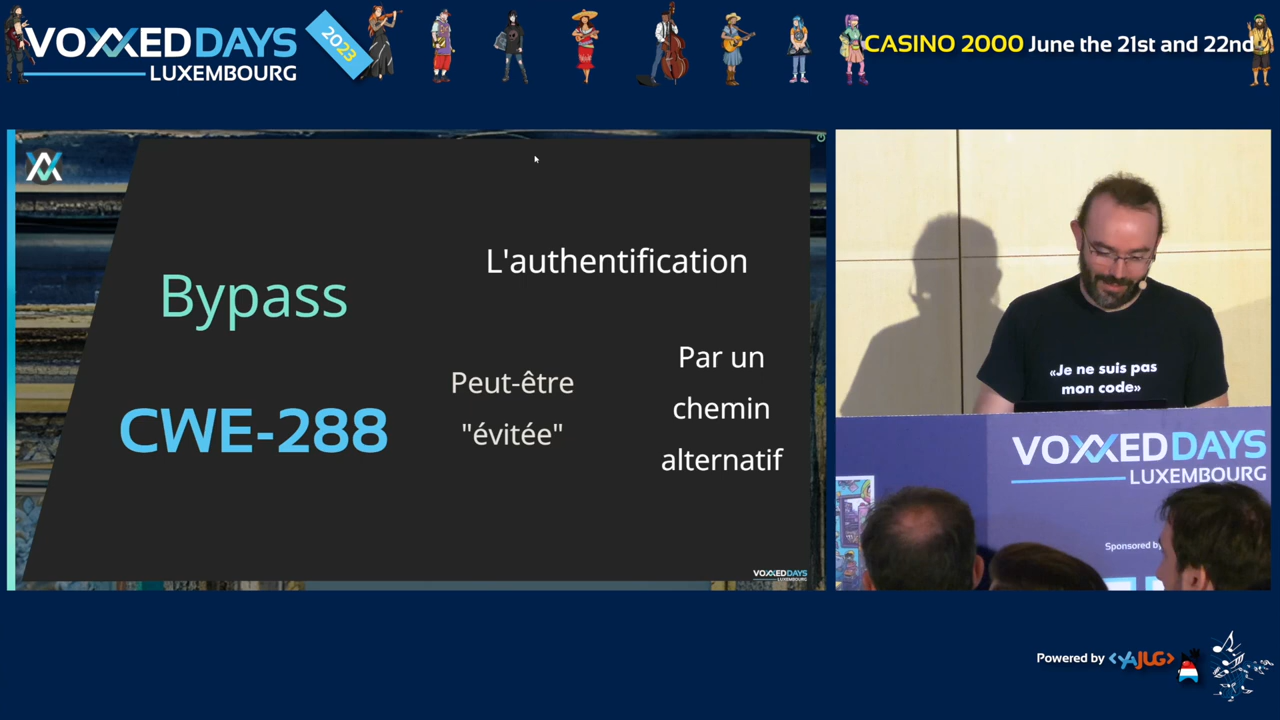 VOXXED DAYS
LUXEMBOURG
2023
CASINO 2000 June the 21st and 22nd
Bypass
CWE-288
L'authentification
Peut-être
"évitée"
Par un
chemin
alternatif
VOXXED DAYS
LUXEMBOURG
«Je ne suis pas
mon code»
VOXXED DAYS
LUXEMBOURG
Sponsored by
Powered by <YAJUG>